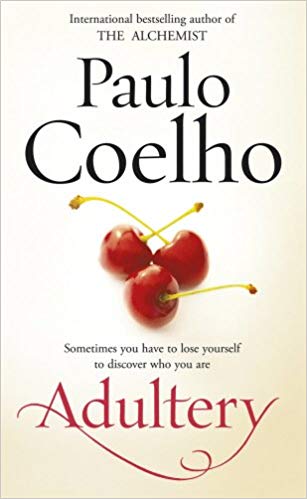 International bestselling author of
THE ALCHEMIST
Paulo
Coelho
Sometimes you have to lose yourself
to discover who you are
Adultery